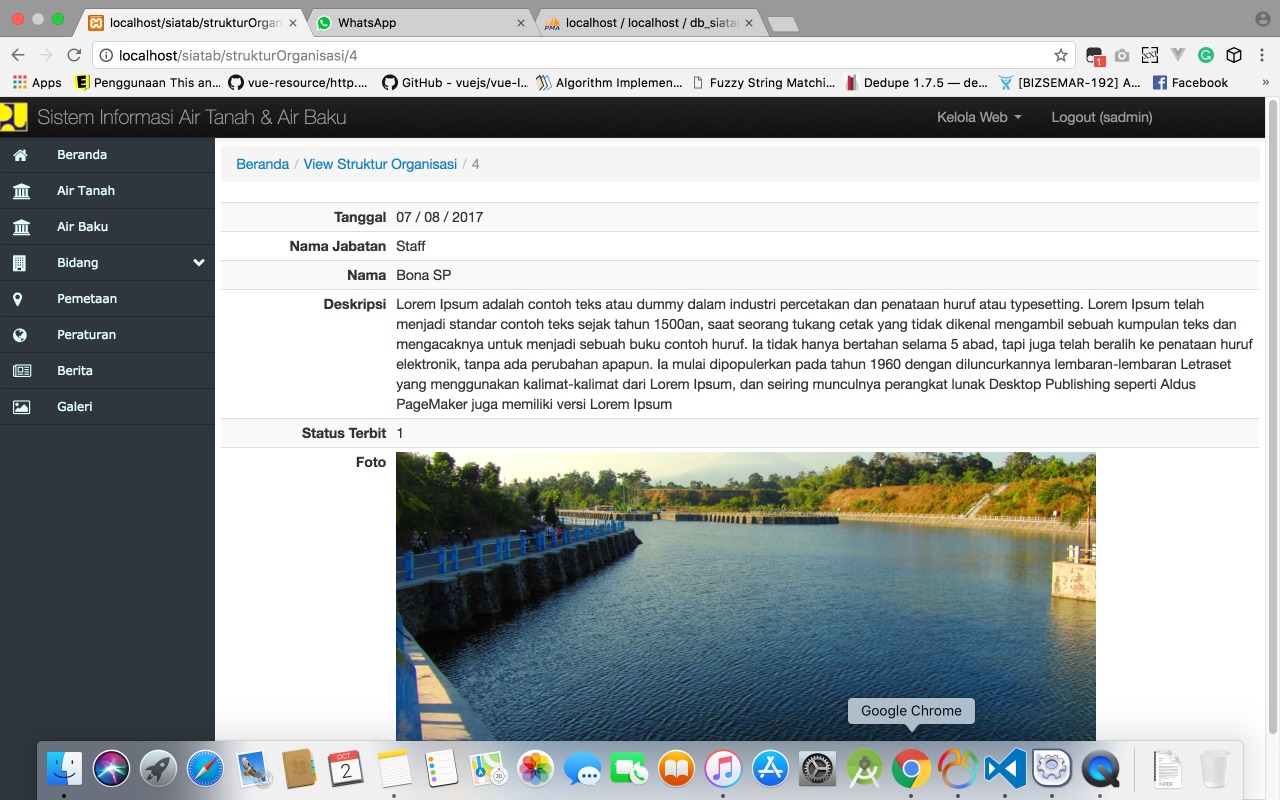 localhost/siatab/strukturOrgan
WhatsApp
localhost / localhost / db_siatab
localhost/siatab/strukturOrganisasi/4
1
Apps
Penggunaan This an...
vue-resource/http....
GitHub - vuejs/vue-l...
Algorithm Implemen...
Fuzzy String Matchi...
Dedupe 1.7.5 — de...
[BIZSEMAR-192] A...
Facebook
»
Sistem Informasi Air Tanah & Air Baku
Kelola Web
Logout (sadmin)
Beranda
Air Tanah
Air Baku
Bidang
Pemetaan
Peraturan
Berita
Galeri
Beranda / View Struktur Organisasi / 4
Tanggal 07 / 08 / 2017
Nama Jabatan Staff
Nama Bona SP
Deskripsi Lorem Ipsum adalah contoh teks atau dummy dalam industri percetakan dan penataan huruf atau typesetting. Lorem Ipsum telah
menjadi standar contoh teks sejak tahun 1500an, saat seorang tukang cetak yang tidak dikenal mengambil sebuah kumpulan teks dan
mengacaknya untuk menjadi sebuah buku contoh huruf. Ia tidak hanya bertahan selama 5 abad, tapi juga telah beralih ke penataan huruf
elektronik, tanpa ada perubahan apapun. Ia mulai dipopulerkan pada tahun 1960 dengan diluncurkannya lembaran-lembaran Letraset
yang menggunakan kalimat-kalimat dari Lorem Ipsum, dan seiring munculnya perangkat lunak Desktop Publishing seperti Aldus
PageMaker juga memiliki versi Lorem Ipsum
Status Terbit 1
Foto
Google Chrome
OCT
2